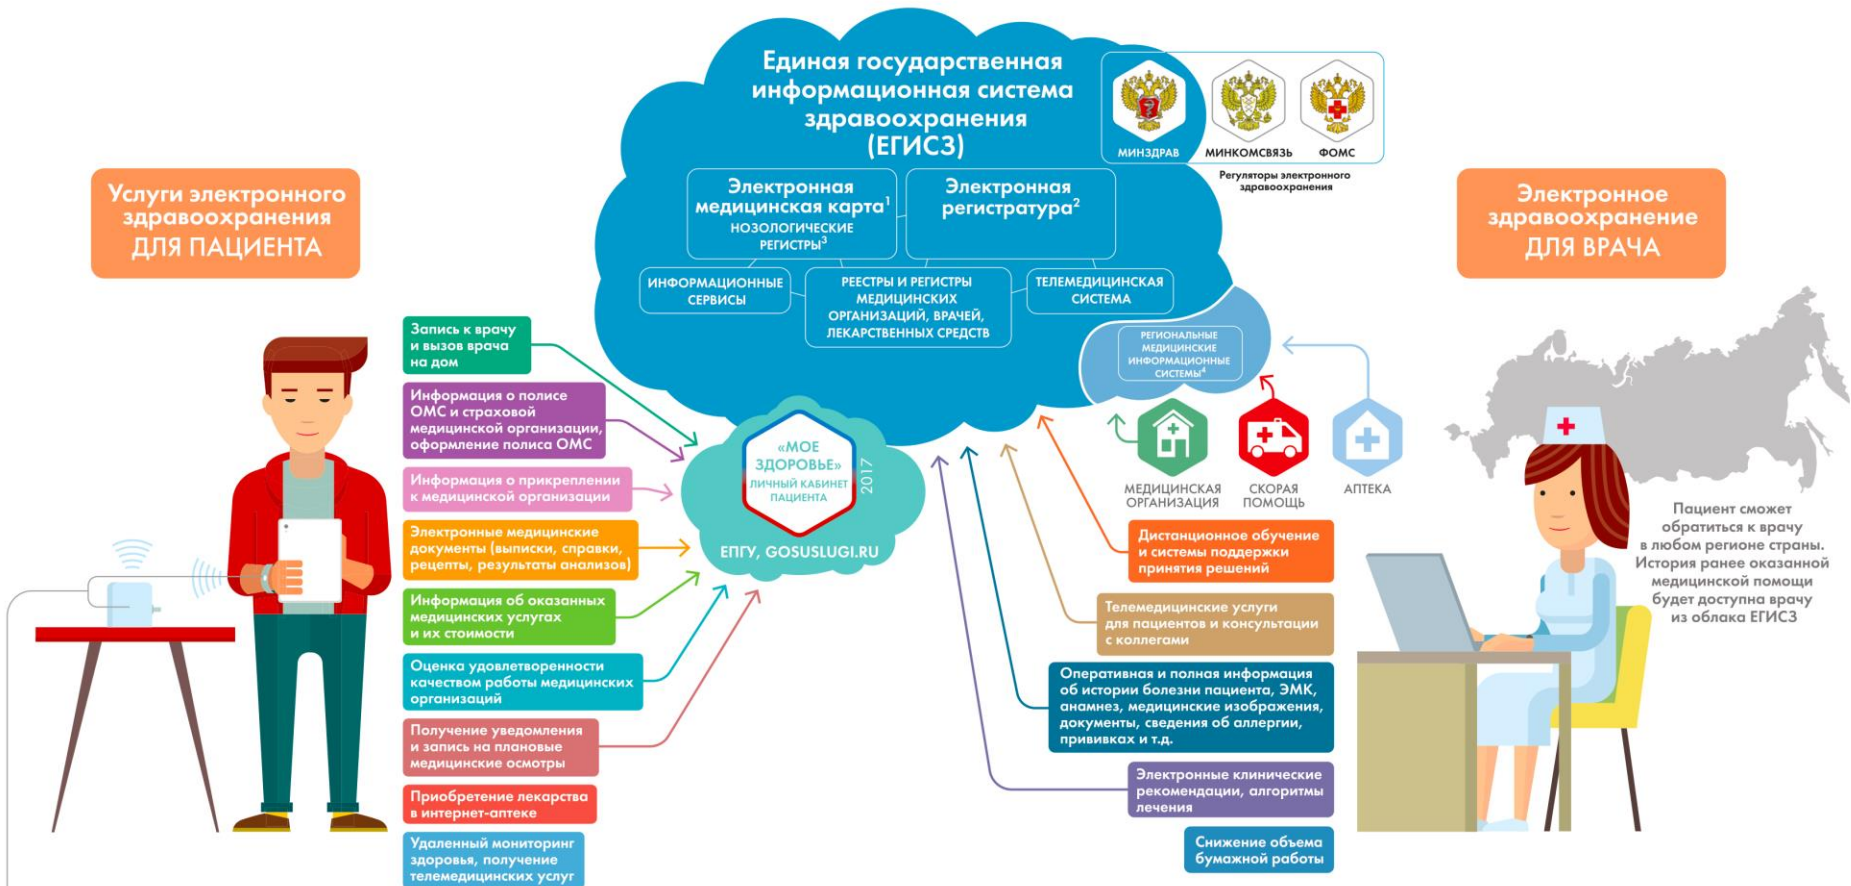 Единая государственная
информационная система
здравоохранения
(ЕГИСЗ)
МИНЗДРАВ
МИНКОМСВЯЗЬ
ФОМС
Регуляторы электронного
здравоохранения
Электронная
медицинская карта¹
НОЗОЛОГИЧЕСКИЕ
РЕГИСТРЫ³
Электронная
регистратура²
ИНФОРМАЦИОННЫЕ
СЕРВИСЫ
РЕЕСТРЫ И РЕГИСТРЫ
МЕДИЦИНСКИХ
ОРГАНИЗАЦИЙ, ВРАЧЕЙ,
ЛЕКАРСТВЕННЫХ СРЕДСТВ
ТЕЛЕМЕДИЦИНСКАЯ
СИСТЕМА
РЕГИОНАЛЬНЫЕ
МЕДИЦИНСКИЕ
ИНФОРМАЦИОННЫЕ
СИСТЕМЫ⁴
Услуги электронного
здравоохранения
ДЛЯ ПАЦИЕНТА
Запись к врачу
и вызов врача
на дом
Информация о полисе
ОМС и страховой
медицинской организации,
оформление полиса ОМС
Информация о прикреплении
к медицинской организации
Электронные медицинские
документы (выписки, справки,
рецепты, результаты анализов)
Информация об оказанных
медицинских услугах
и их стоимости
Оценка удовлетворенности
качеством работы медицинских
организаций
Получение уведомления
и запись на плановые
медицинские осмотры
Приобретение лекарства
в интернет-аптеке
Удаленный мониторинг
здоровья, получение
телемедицинских услуг
«МОЕ
ЗДОРОВЬЕ»
ЛИЧНЫЙ КАБИНЕТ
ПАЦИЕНТА
2017
ЕПГУ, GOSUSLUGI.RU
МЕДИЦИНСКАЯ
ОРГАНИЗАЦИЯ
СКОРАЯ
ПОМОЩЬ
АПТЕКА
Дистанционное обучение
и системы поддержки
принятия решений
Телемедицинские услуги
для пациентов и консультации
с коллегами
Оперативная и полная информация
об истории болезни пациента, ЭМК,
анамнез, медицинские изображения,
документы, сведения об аллергии,
прививках и т.д.
Электронные клинические
рекомендации, алгоритмы
лечения
Снижение объема
бумажной работы
Электронное
здравоохранение
ДЛЯ ВРАЧА
Пациент сможет
обратиться к врачу
в любом регионе страны.
История ранее оказанной
медицинской помощи
будет доступна врачу
из облака ЕГИСЗ